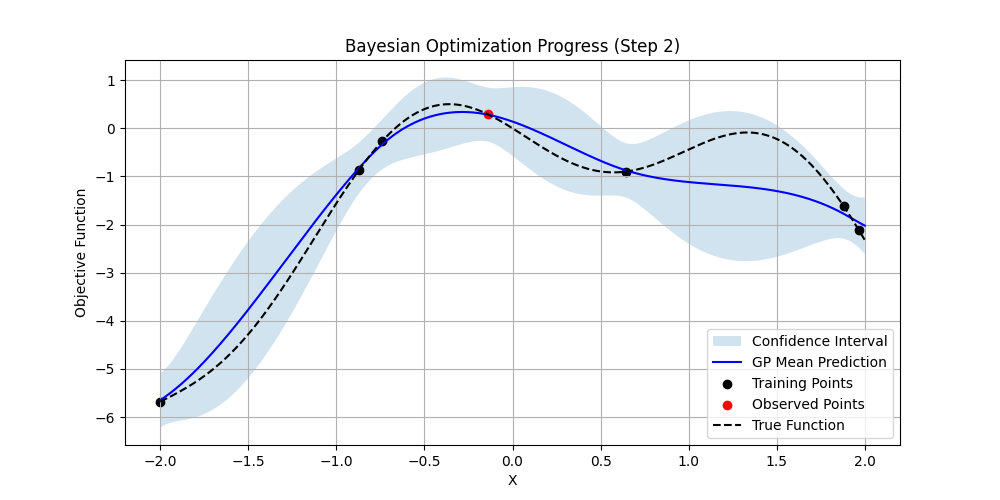 Bayesian Optimization Progress (Step 2)
Objective Function
1
0
−1
−2
−3
−4
−5
−6
Confidence Interval
GP Mean Prediction
Training Points
Observed Points
True Function
−2.0 −1.5 −1.0 −0.5 0.0 0.5 1.0 1.5 2.0
X